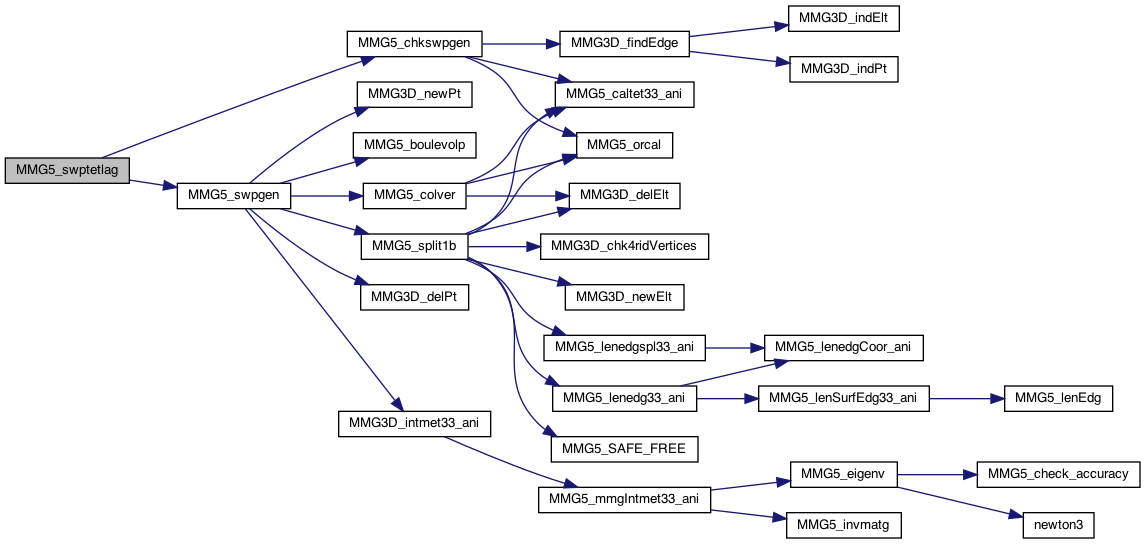 MMG3D_indElt
MMG5_chkswpgen
MMG3D_findEdge
MMG3D_indPt
MMG3D_newPt
MMG5_caltet33_ani
MMG5_boulevolp
MMG5_orcal
MMG5_swptetlag
MMG5_swpgen
MMG5_colver
MMG3D_delElt
MMG5_split1b
MMG3D_chk4ridVertices
MMG3D_delPt
MMG3D_newElt
MMG5_lenedgspl33_ani
MMG5_lenedgCoor_ani
MMG5_lenedg33_ani
MMG5_lenSurfEdg33_ani
MMG5_lenEdg
MMG3D_intmet33_ani
MMG5_SAFE_FREE
MMG5_eigenv
MMG5_check_accuracy
MMG5_mmgIntmet33_ani
MMG5_invmatg
newton3